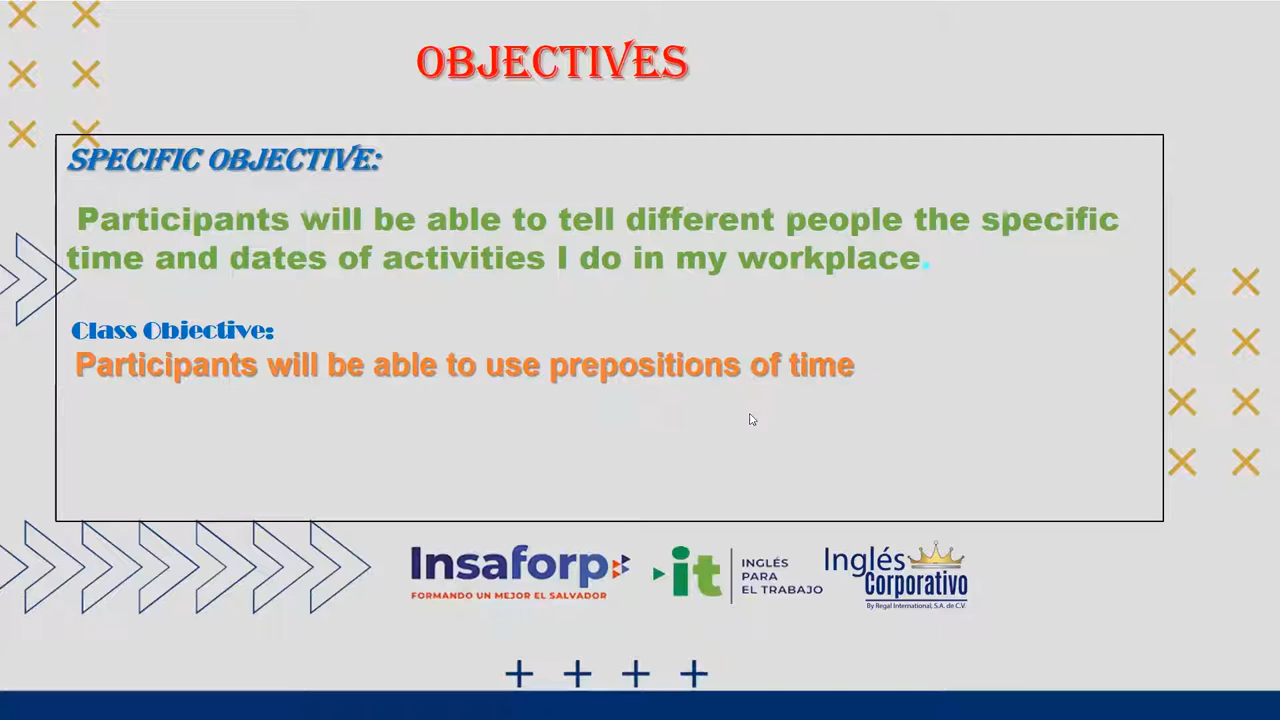 OBJECTIVES
SPECIFIC OBJECTIVE:
Participants will be able to tell different people the specific
time and dates of activities I do in my workplace.
Class Objective:
Participants will be able to use prepositions of time
Insaforp
FORMANDO UN MEJOR EL SALVADOR
it
INGLÉS
PARA
EL TRABAJO
Inglés
Corporativo
By Regal International, S.A. de C.V.